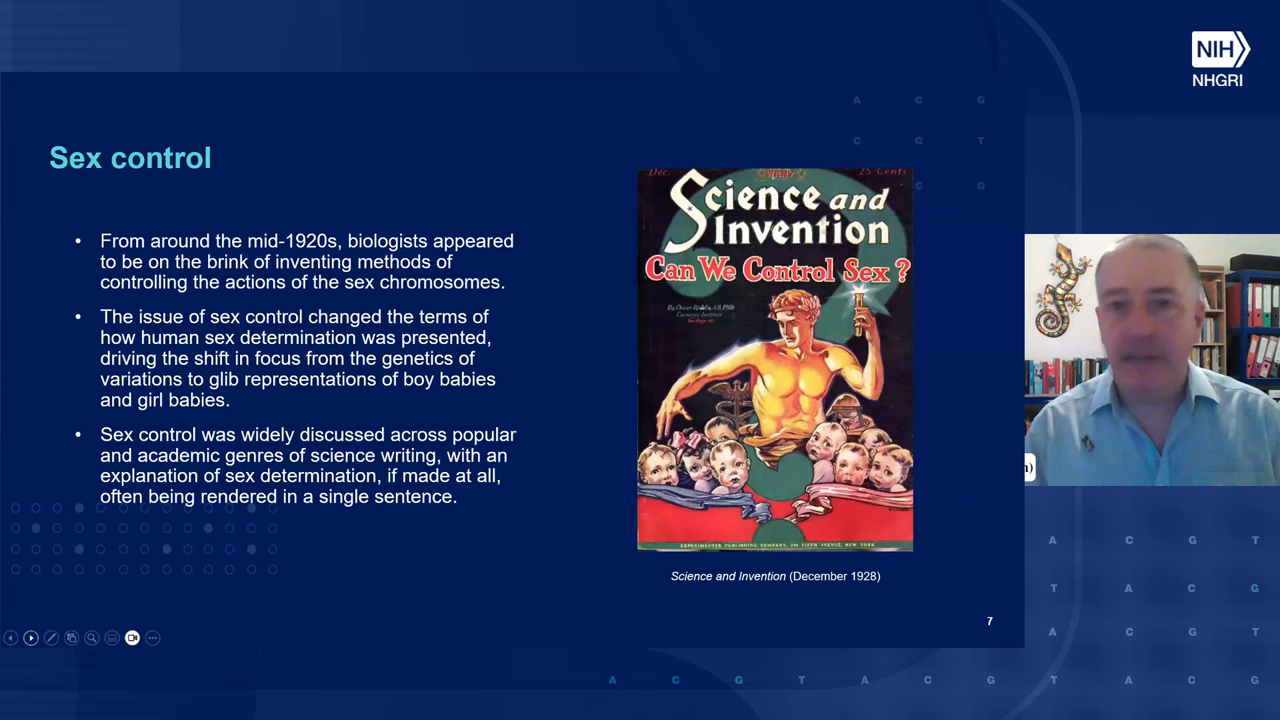 NIH
NHGRI
A C G
C G T
C G
Sex control
• From around the mid-1920s, biologists appeared
to be on the brink of inventing methods of
controlling the actions of the sex chromosomes.
• The issue of sex control changed the terms of
how human sex determination was presented,
driving the shift in focus from the genetics of
variations to glib representations of boy babies
and girl babies.
• Sex control was widely discussed across popular
and academic genres of science writing, with an
explanation of sex determination, if made at all,
often being rendered in a single sentence.
Dec. 25 Cents
Science and
Invention
Can We Control Sex?
By Oscar Riddle, A.B., PHD
Carnegie Institute
EXPERIMENTER PUBLISHING COMPANY, 230 FIFTH AVENUE, NEW YORK
Science and Invention (December 1928)
7
n)
A C G T
T A C G
A C G T
A C G T A C G T A C G